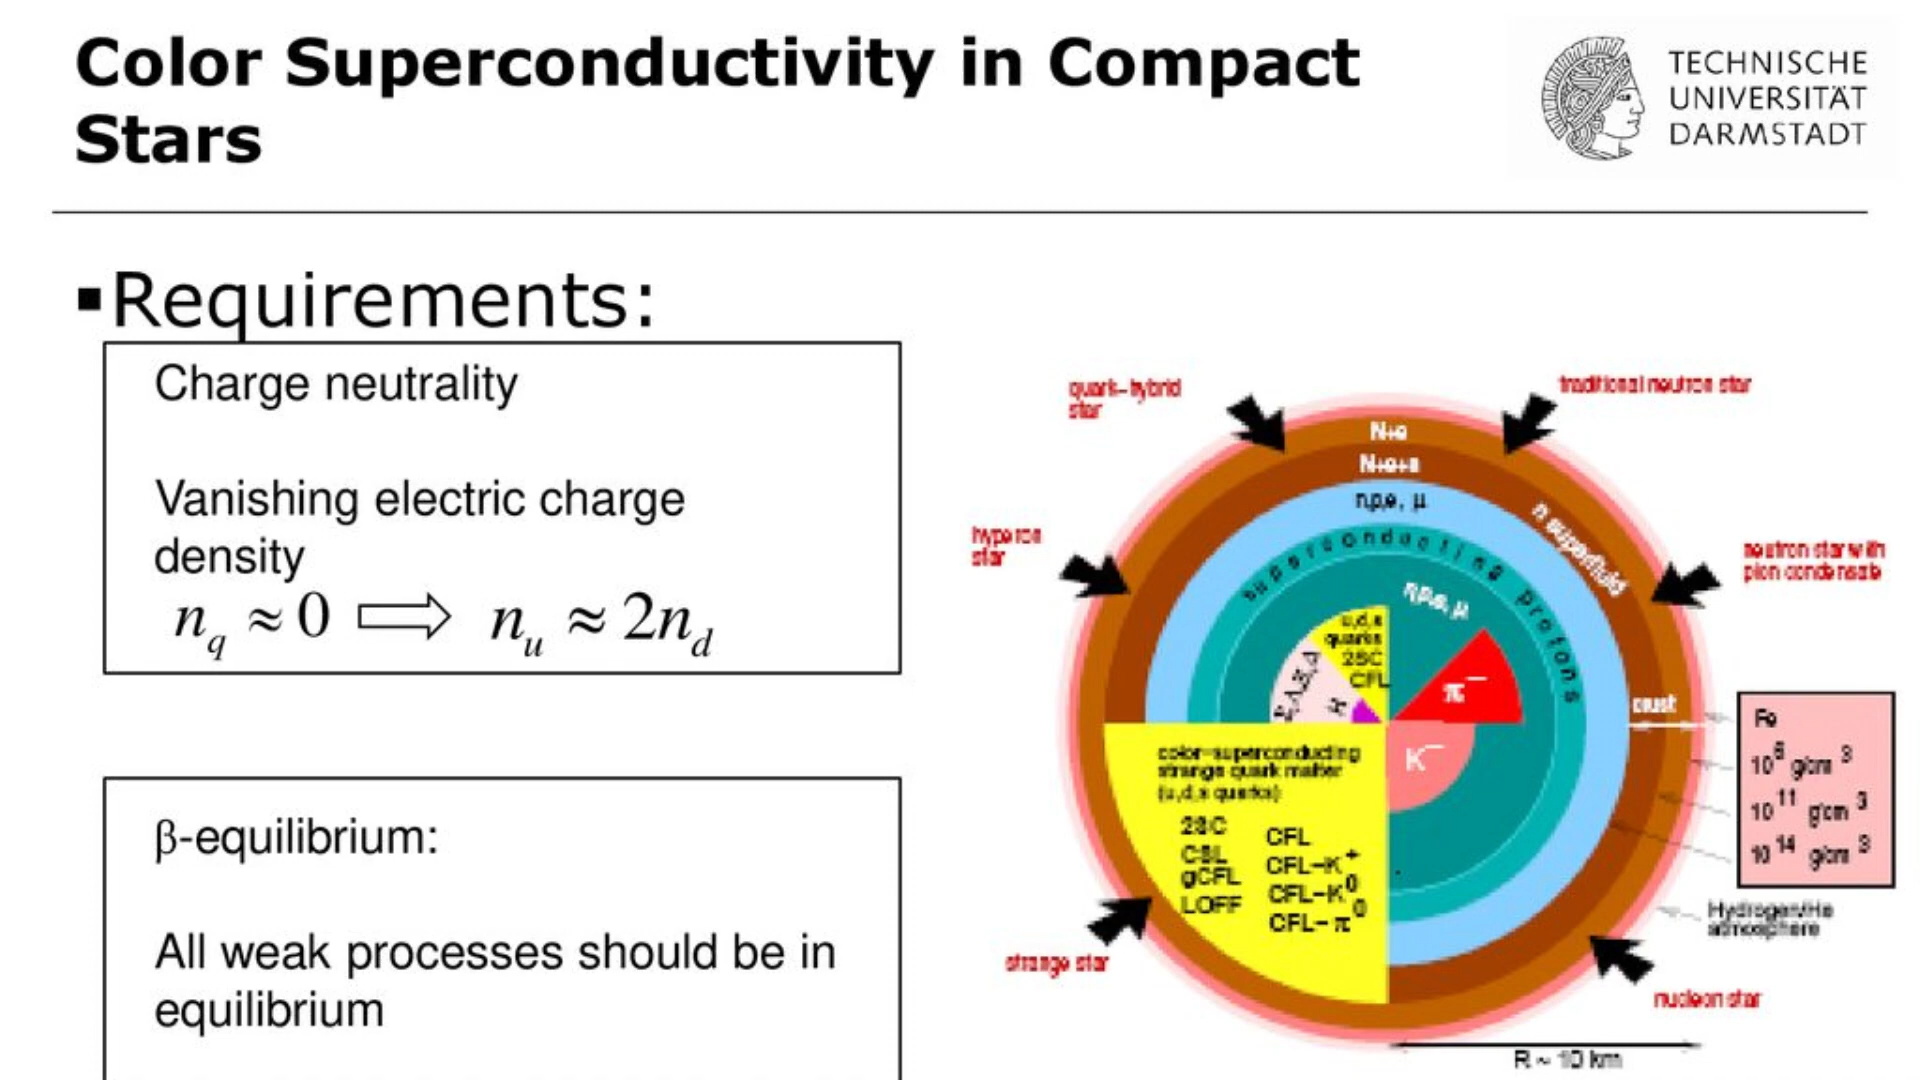 Color Superconductivity in Compact
Stars
TECHNISCHE
UNIVERSITÄT
DARMSTADT
▪Requirements:
Charge neutrality
Vanishing electric charge
density
n_q ≈ 0 ⇨ n_u ≈ 2n_d
β-equilibrium:
All weak processes should be in
equilibrium
quark-hybrid
star
traditional neutron star
N+e
N+e+n
n,p,e, μ
n superfluid
hyperon
star
neutron star with
pion condensate
superconducting protons
n,p,e, μ
u,d,s
quarks
2SC
CFL
H
π⁻
K⁻
crust
Fe
10⁶ g/cm³
10¹¹ g/cm³
10¹⁴ g/cm³
Hydrogen/He
atmosphere
color-superconducting
strange quark matter
(u,d,s quarks)
2SC
CFL
CSL
CFL-K⁺
gCFL
CFL-K⁰
LOFF
CFL-π⁰
strange star
nucleon star
R ~ 10 km